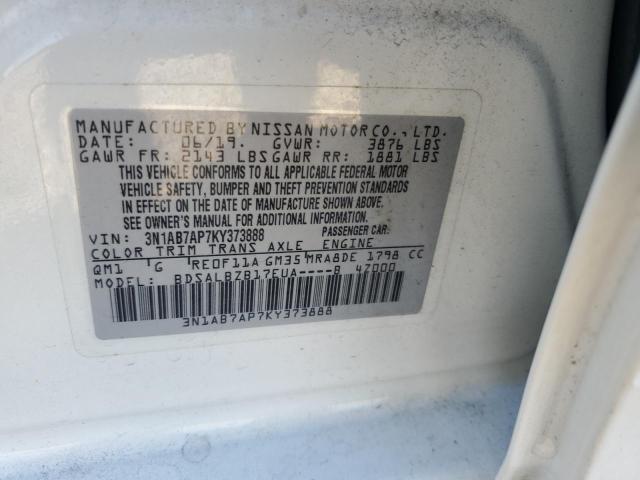 MANUFACTURED BY NISSAN MOTOR CO., LTD.
DATE: 06/19. GVWR: 3876 LBS
GAWR FR: 2143 LBS GAWR RR: 1881 LBS
THIS VEHICLE CONFORMS TO ALL APPLICABLE FEDERAL MOTOR
VEHICLE SAFETY, BUMPER AND THEFT PREVENTION STANDARDS
IN EFFECT ON THE DATE OF MANUFACTURE SHOWN ABOVE.
SEE OWNER'S MANUAL FOR ADDITIONAL INFORMATION.
VIN: 3N1AB7AP7KY373888 PASSENGER CAR
COLOR TRIM TRANS AXLE ENGINE
QM1 G RE0F11A GM35 MRA8DE 1798 CC
MODEL: BDSALBZB17EUA----B 4Z000
3N1AB7AP7KY373888